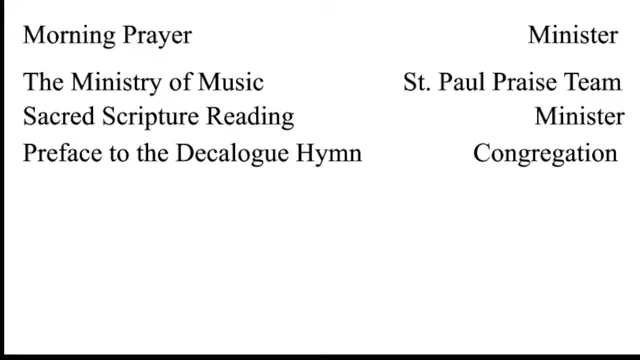 Morning Prayer Minister
The Ministry of Music St. Paul Praise Team
Sacred Scripture Reading Minister
Preface to the Decalogue Hymn Congregation